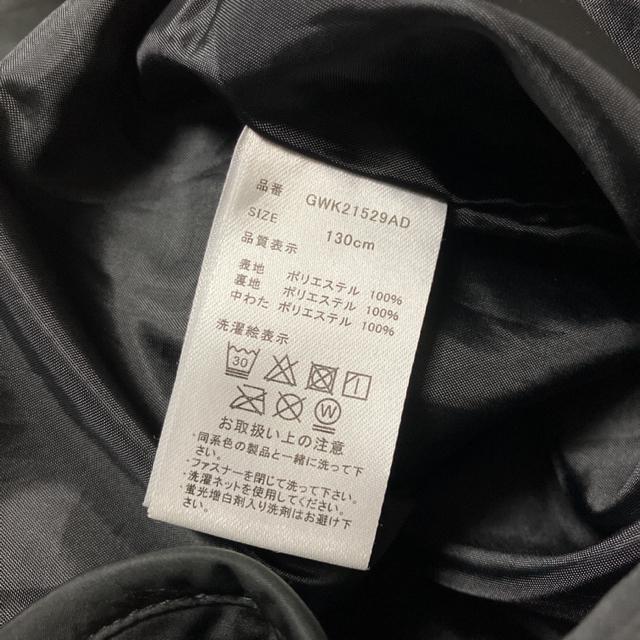 品番 GWK21529AD
SIZE 130cm
品質表示
表地 ポリエステル 100%
裏地 ポリエステル 100%
中わた ポリエステル 100%
洗濯絵表示
30
W
お取扱い上の注意
・同系色の製品と一緒に洗って下
さい。
・ファスナーを閉じて洗って下さい。
・洗濯ネットを使用してください。
・蛍光増白剤入り洗剤はお避け下
さい。